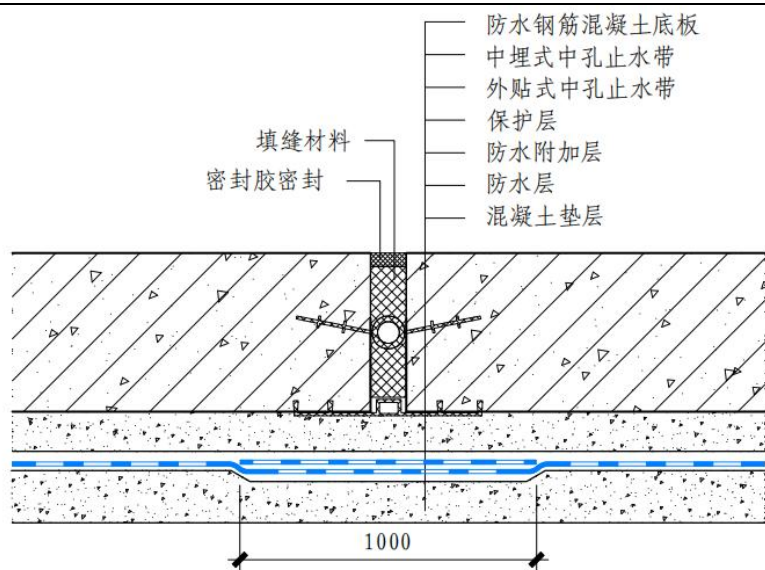 防水钢筋混凝土底板
中埋式中孔止水带
外贴式中孔止水带
保护层
防水附加层
防水层
混凝土垫层
填缝材料
密封胶密封
1000